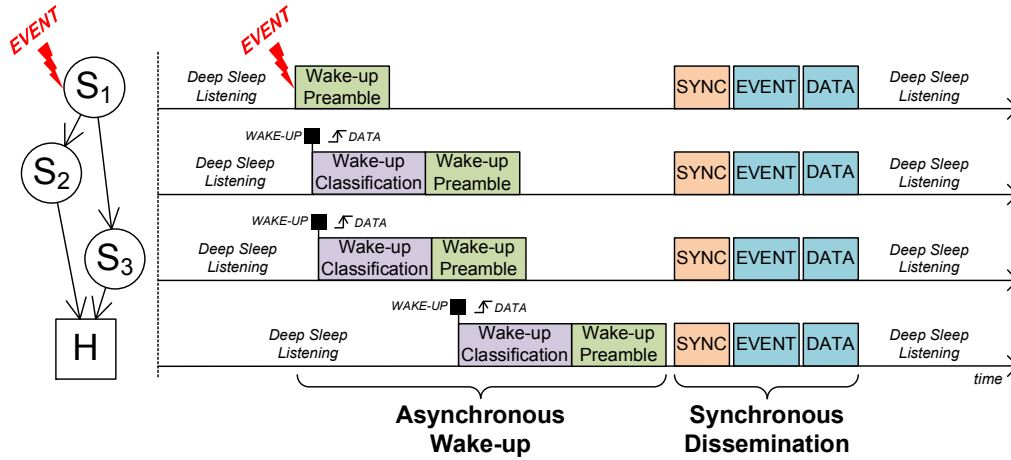 EVENT
EVENT
S1
S2
S3
H
Deep Sleep
Listening
Wake-up
Preamble
SYNC
EVENT
DATA
Deep Sleep
Listening
WAKE-UP
DATA
Deep Sleep
Listening
Wake-up
Classification
Wake-up
Preamble
SYNC
EVENT
DATA
Deep Sleep
Listening
WAKE-UP
DATA
Deep Sleep
Listening
Wake-up
Classification
Wake-up
Preamble
SYNC
EVENT
DATA
Deep Sleep
Listening
WAKE-UP
DATA
Deep Sleep
Listening
Wake-up
Classification
Wake-up
Preamble
SYNC
EVENT
DATA
Deep Sleep
Listening
time
Asynchronous
Wake-up
Synchronous
Dissemination